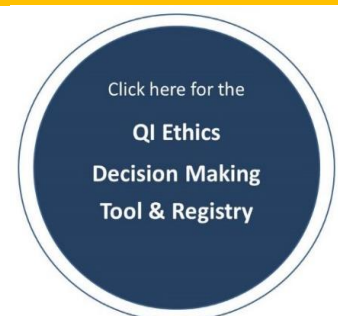 Click here for the
QI Ethics
Decision Making
Tool & Registry